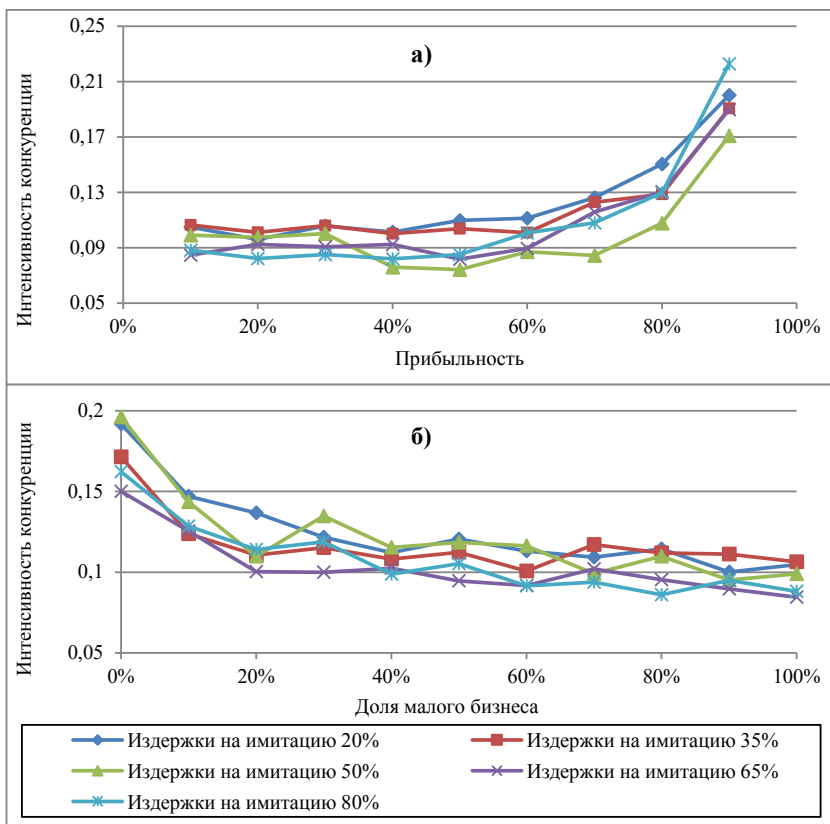 а)
Интенсивность конкуренции
0,25
0,21
0,17
0,13
0,09
0,05
0% 20% 40% 60% 80% 100%
Прибыльность
б)
Интенсивность конкуренции
0,2
0,15
0,1
0,05
0% 20% 40% 60% 80% 100%
Доля малого бизнеса
Издержки на имитацию 20% Издержки на имитацию 35%
Издержки на имитацию 50% Издержки на имитацию 65%
Издержки на имитацию 80%